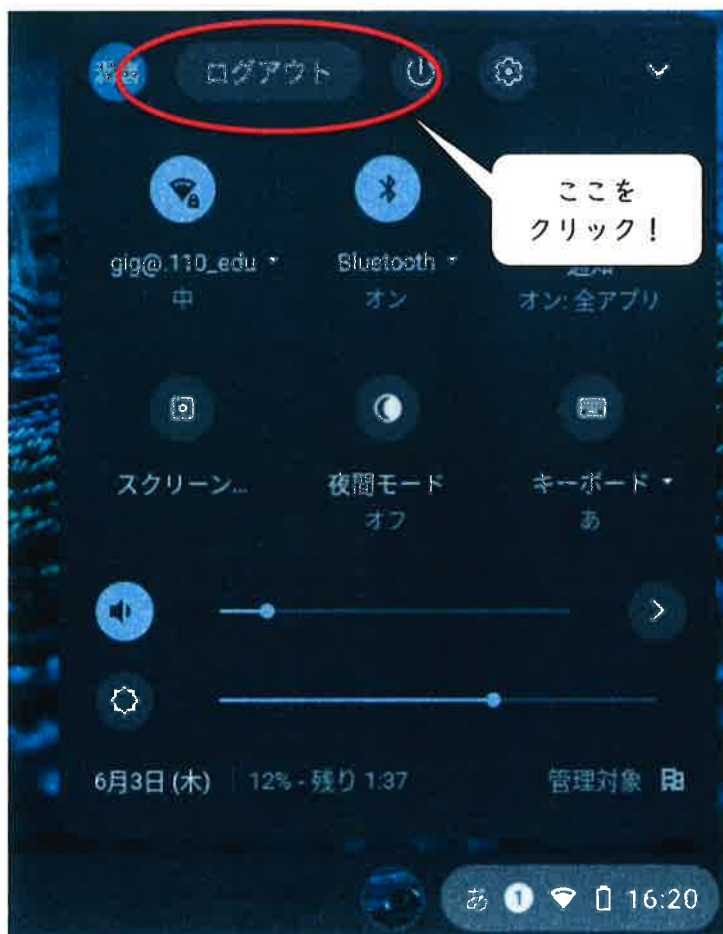 ログアウト
ここを
クリック!
gig@.110_edu
中
Bluetooth
オン
オン: 全アプリ
スクリーン...
夜間モード
オフ
キーボード
あ
6月3日 (木)
12% - 残り 1:37
管理対象
あ 1 16:20